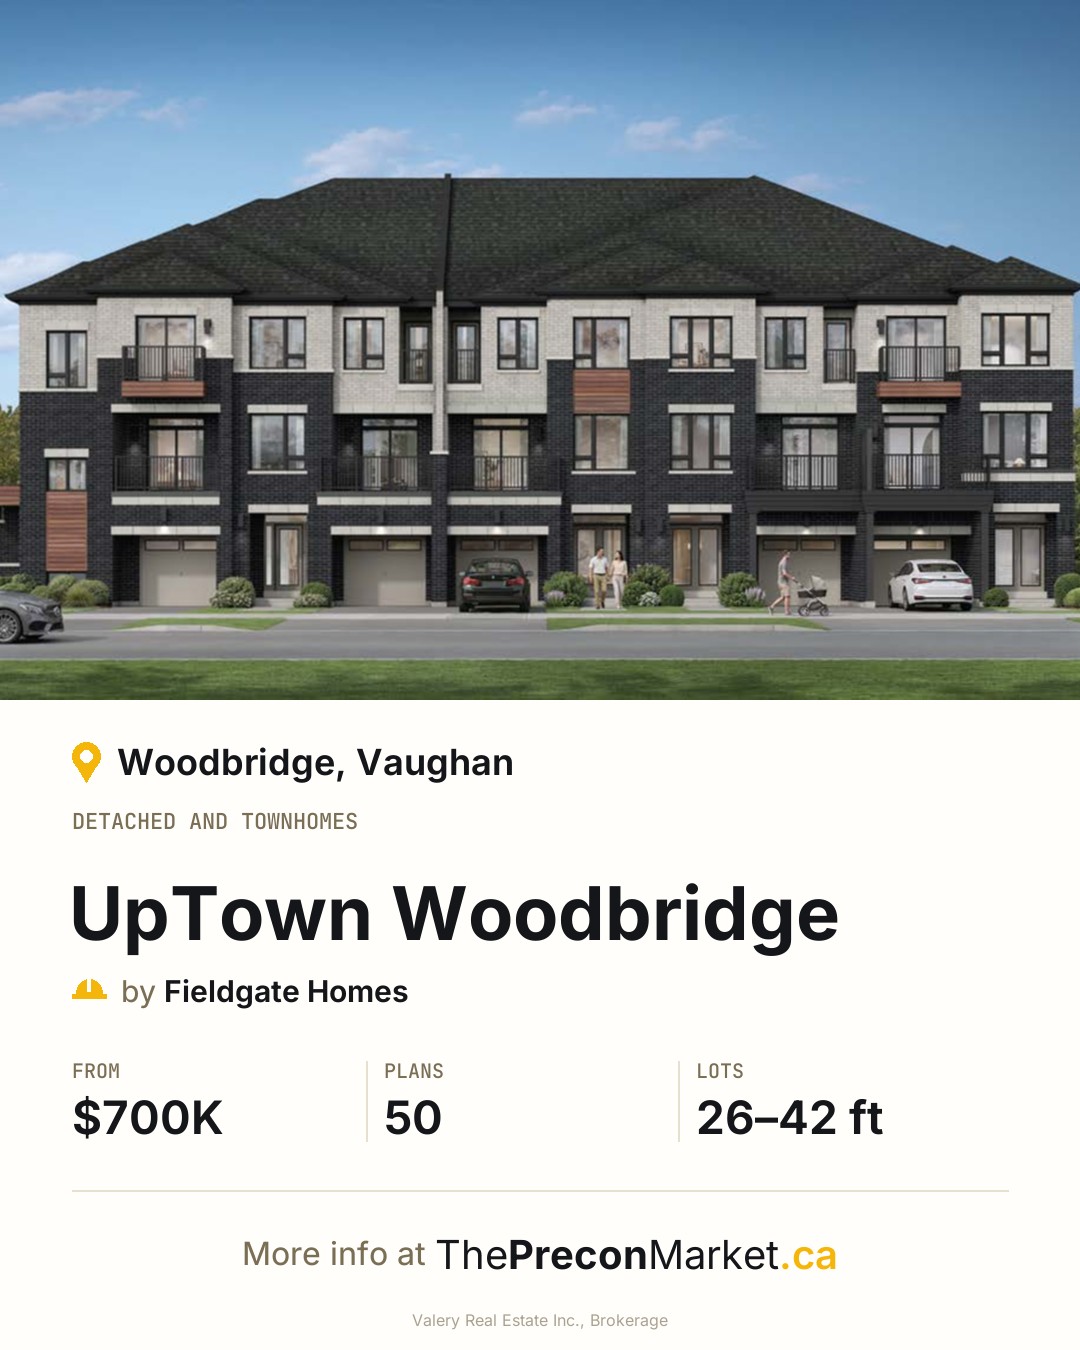 Woodbridge, Vaughan
DETACHED AND TOWNHOMES
UpTown Woodbridge
by Fieldgate Homes
FROM
$700K
PLANS
50
LOTS
26–42 ft
More info at ThePreconMarket.ca
Valery Real Estate Inc., Brokerage